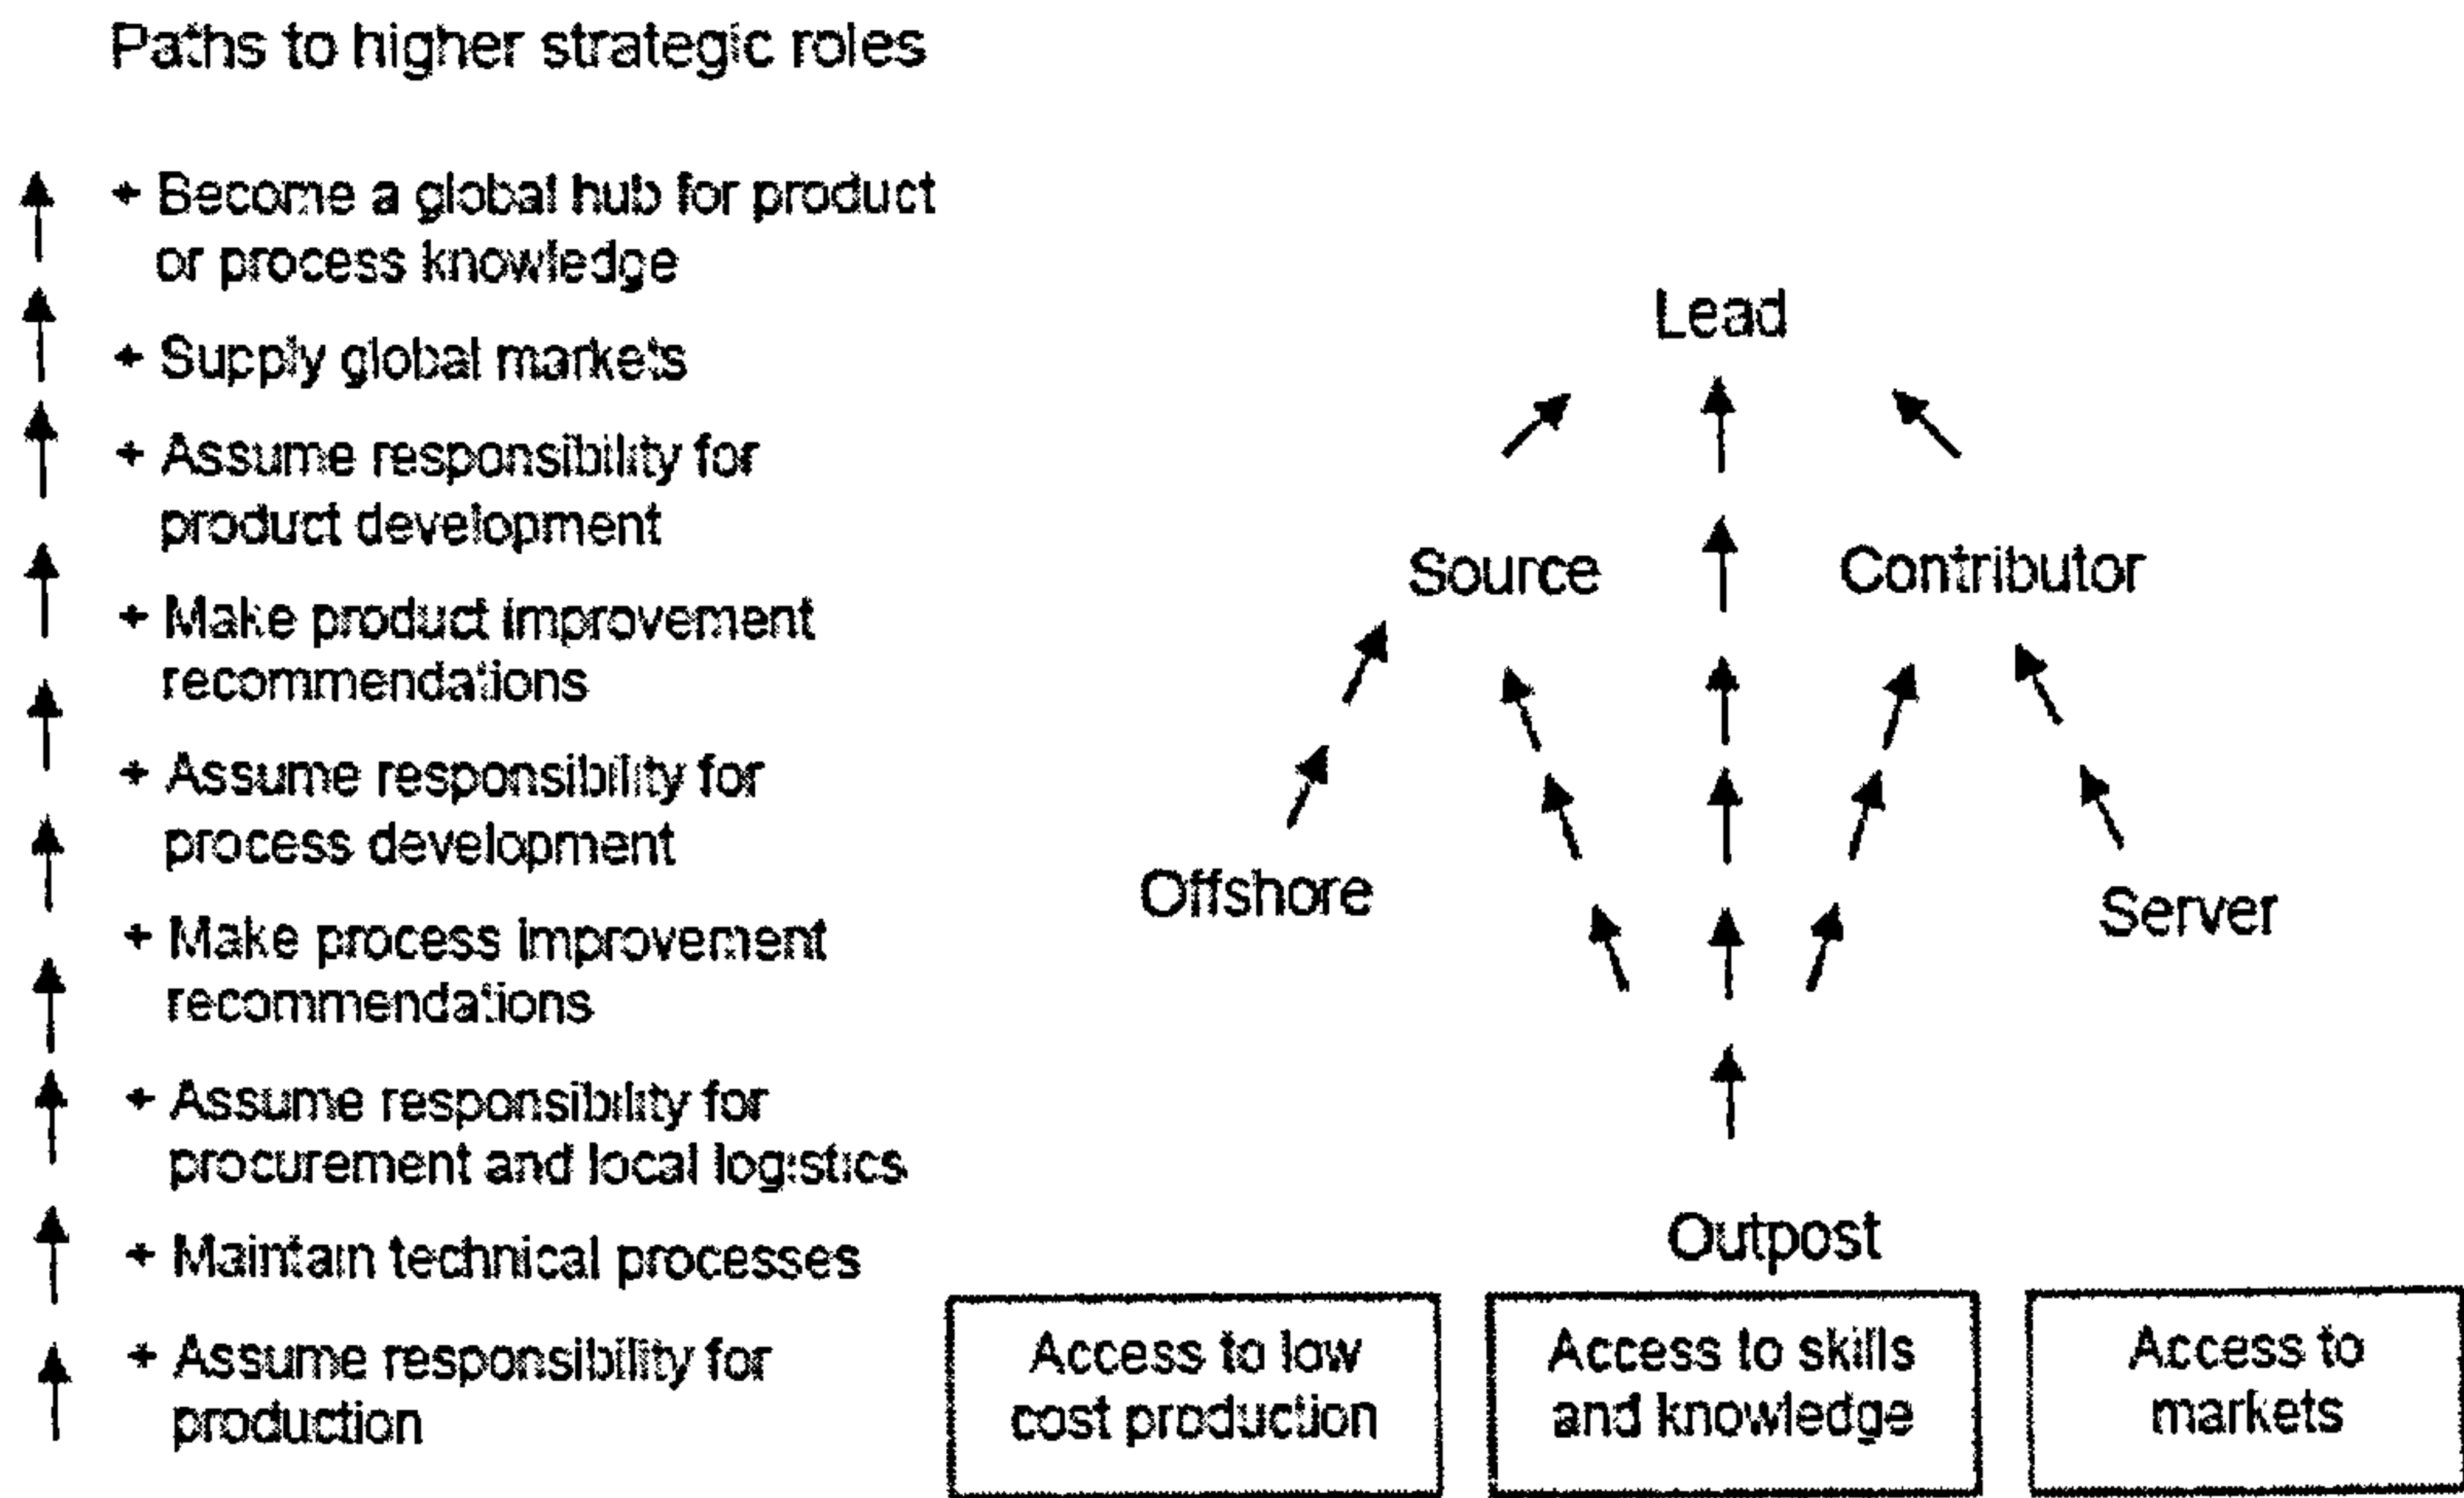 Paths to higher strategic roles
+ Become a global hub for product
or process knowledge
+ Supply global markets
+ Assume responsibility for
product development
+ Make product improvement
recommendations
+ Assume responsibility for
process development
+ Make process improvement
recommendations
+ Assume responsibility for
procurement and local logistics
+ Maintain technical processes
+ Assume responsibility for
production
Lead
Source
Contributor
Offshore
Server
Outpost
Access to low
cost production
Access to skills
and knowledge
Access to
markets